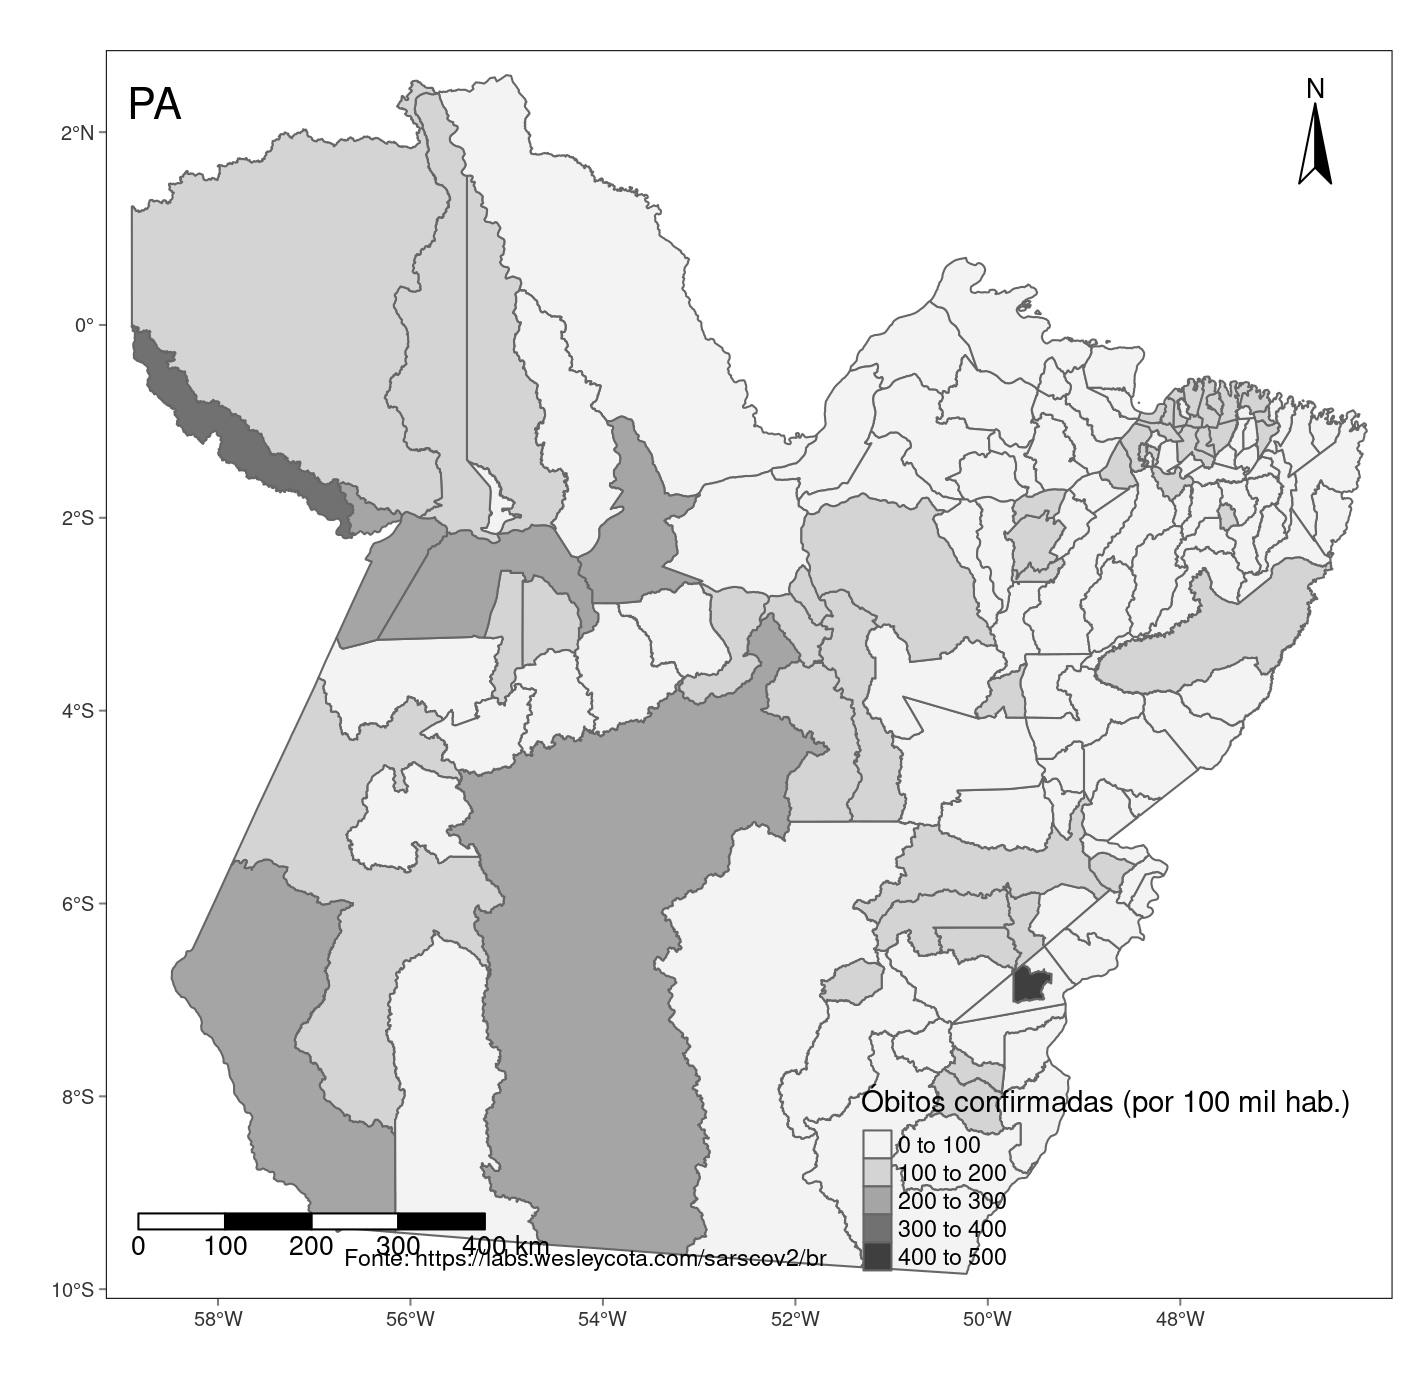 PA
N
2°N
0°
2°S
4°S
6°S
8°S
10°S
Óbitos confirmadas (por 100 mil hab.)
0 to 100
100 to 200
200 to 300
300 to 400
400 to 500
0 100 200 300 400 km
Fonte: https://labs.wesleycota.com/sarscov2/br
58°W 56°W 54°W 52°W 50°W 48°W